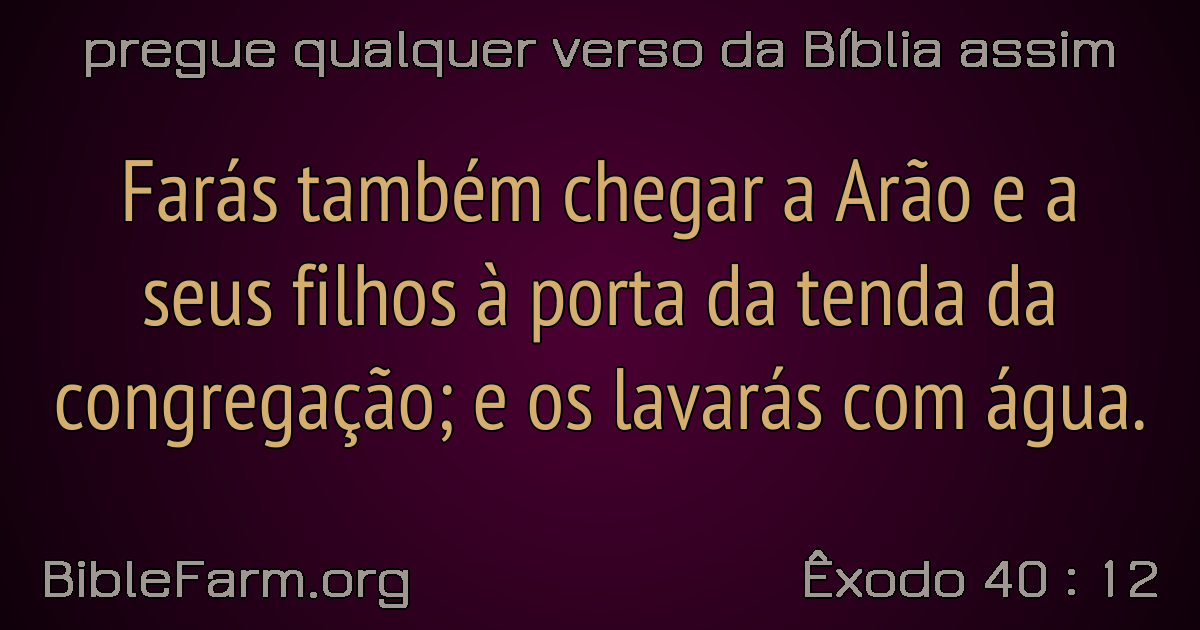 pregue qualquer verso da Bíblia assim
Farás também chegar a Arão e a
seus filhos à porta da tenda da
congregação; e os lavarás com água.
BibleFarm.org
Êxodo 40 : 12